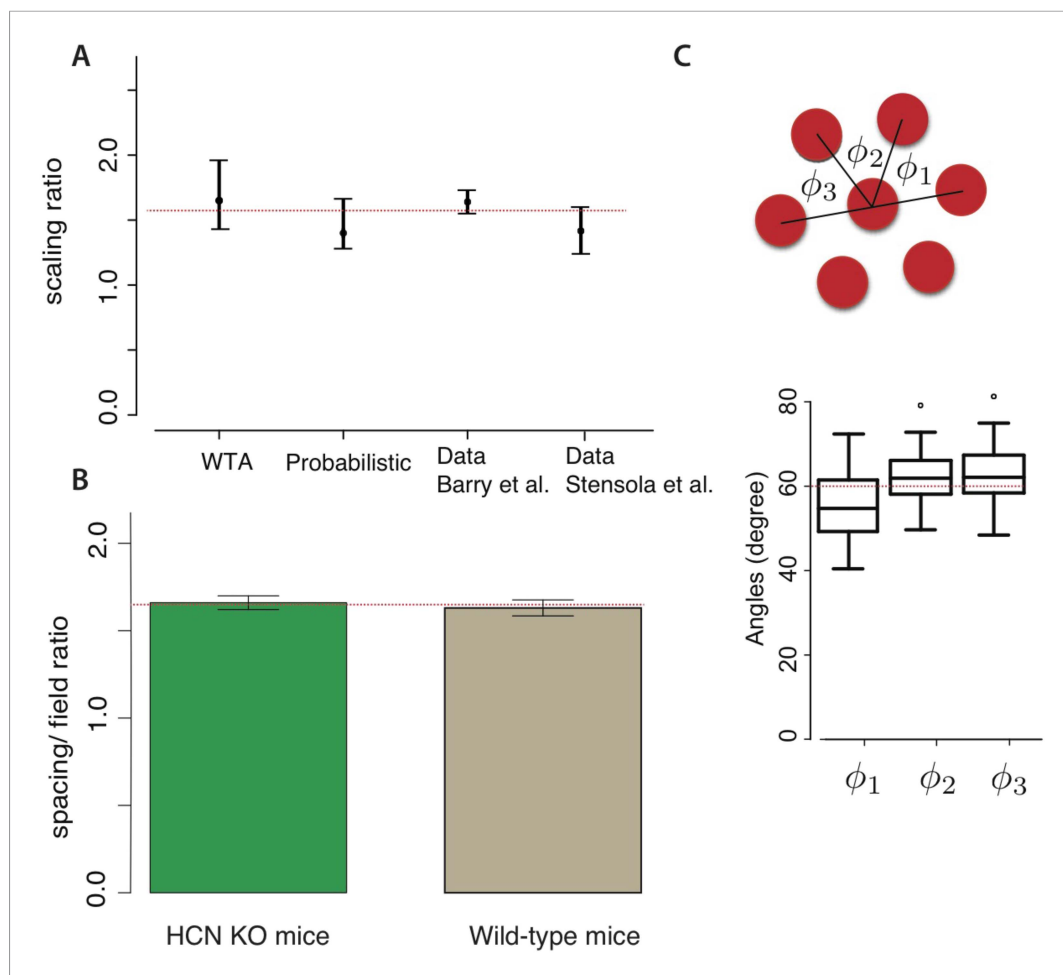 A
scaling ratio
2.0
1.0
0.0
WTA
Probabilistic
Data
Barry et al.
Data
Stensola et al.
B
spacing/ field ratio
2.0
1.0
0.0
HCN KO mice
Wild-type mice
C
ϕ2
ϕ1
ϕ3
Angles (degree)
80
60
40
20
0
ϕ1
ϕ2
ϕ3